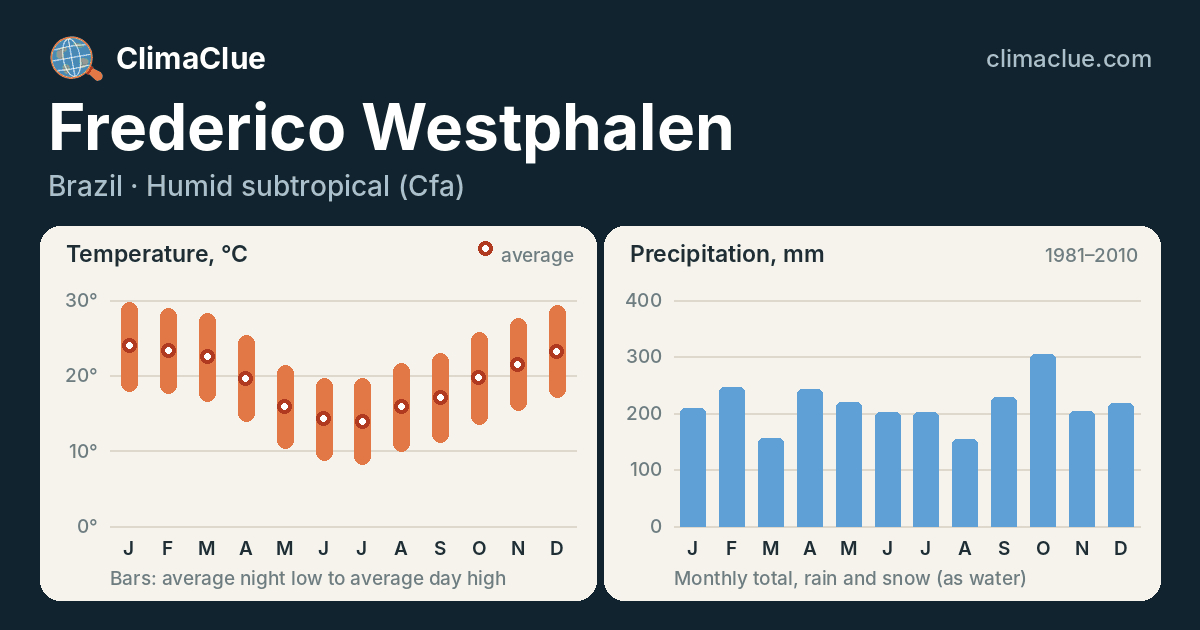 ClimaClue
climaclue.com
Frederico Westphalen
Brazil · Humid subtropical (Cfa)
Temperature, °C
average
30°
20°
10°
0°
J F M A M J J A S O N D
Bars: average night low to average day high
Precipitation, mm
1981–2010
400
300
200
100
0
J F M A M J J A S O N D
Monthly total, rain and snow (as water)